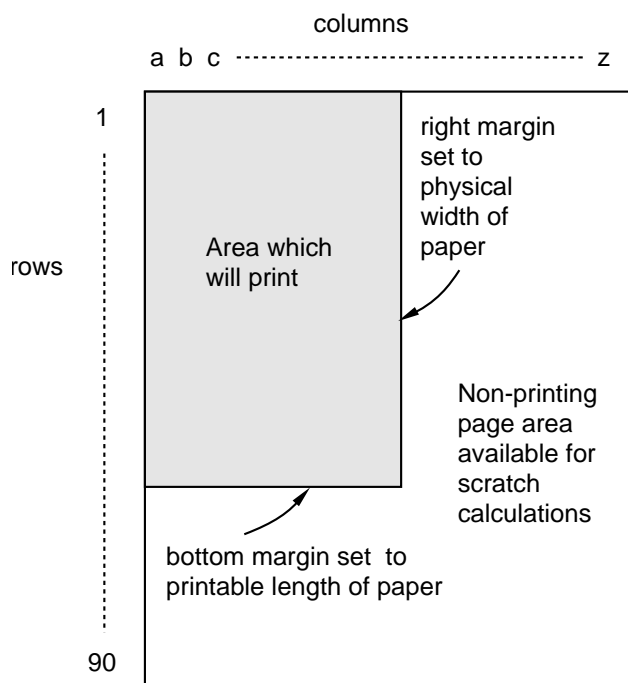 columns
a b c z
1
right margin
set to
physical
width of
paper
Area which
will print
rows
Non-printing
page area
available for
scratch
calculations
bottom margin set to
printable length of paper
90